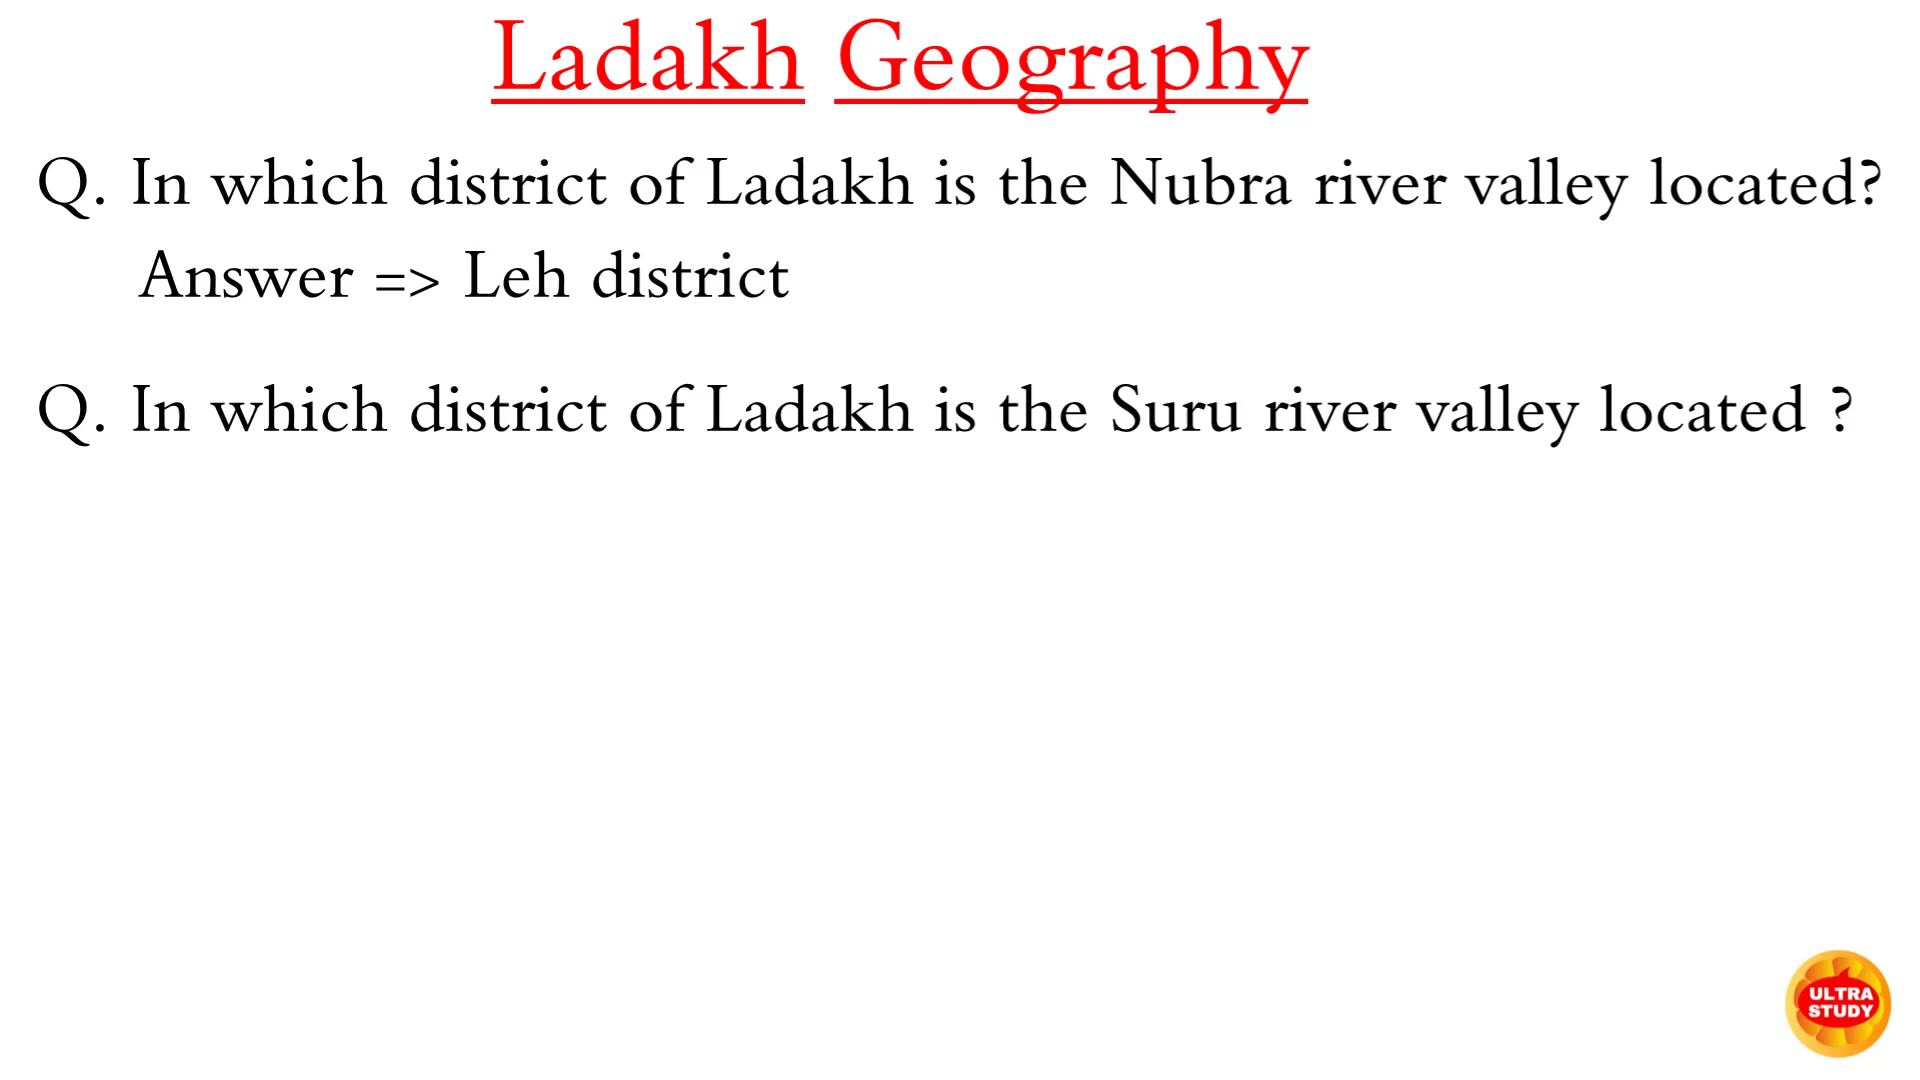 Ladakh Geography
Q. In which district of Ladakh is the Nubra river valley located?
Answer => Leh district
Q. In which district of Ladakh is the Suru river valley located ?
ULTRA
STUDY